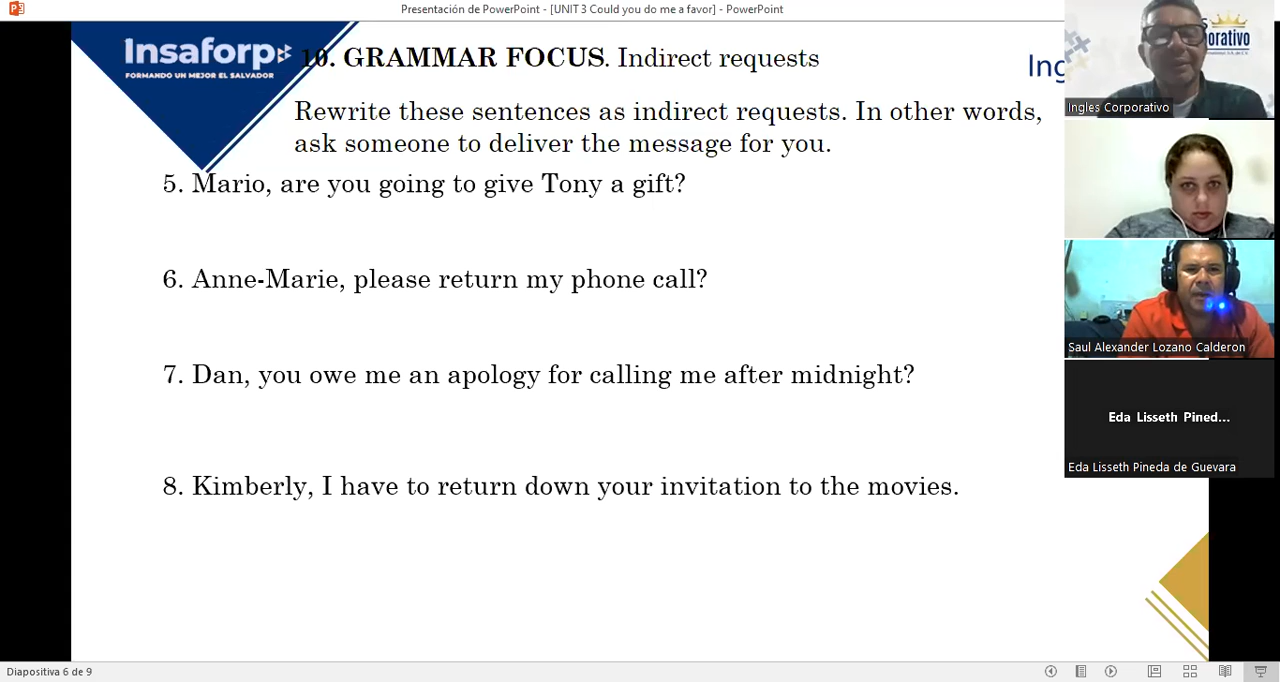 Presentación de PowerPoint - [UNIT 3 Could you do me a favor] - PowerPoint
Insaforp
FORMANDO UN MEJOR EL SALVADOR
10. GRAMMAR FOCUS. Indirect requests
Ing
orativo
Rewrite these sentences as indirect requests. In other words,
ask someone to deliver the message for you.
5. Mario, are you going to give Tony a gift?
6. Anne-Marie, please return my phone call?
7. Dan, you owe me an apology for calling me after midnight?
8. Kimberly, I have to return down your invitation to the movies.
Ingles Corporativo
Saul Alexander Lozano Calderon
Eda Lisseth Pined...
Eda Lisseth Pineda de Guevara
Diapositiva 6 de 9